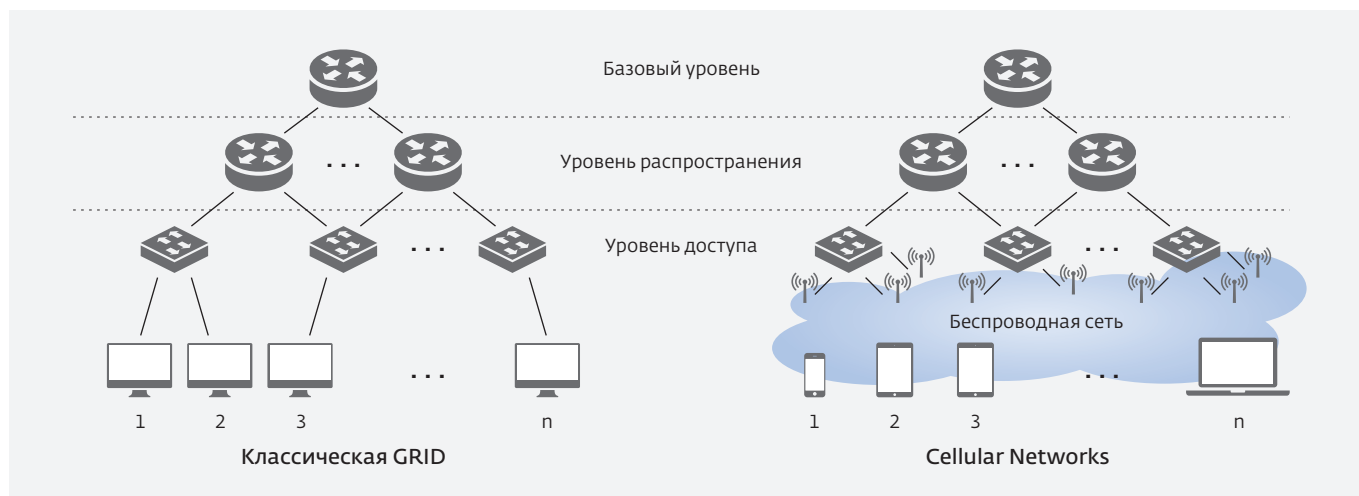 Базовый уровень
. . .
Уровень распространения
. . .
. . .
Уровень доступа
. . .
Беспроводная сеть
. . .
. . .
1 2 3 n
1 2 3 n
Классическая GRID
Cellular Networks